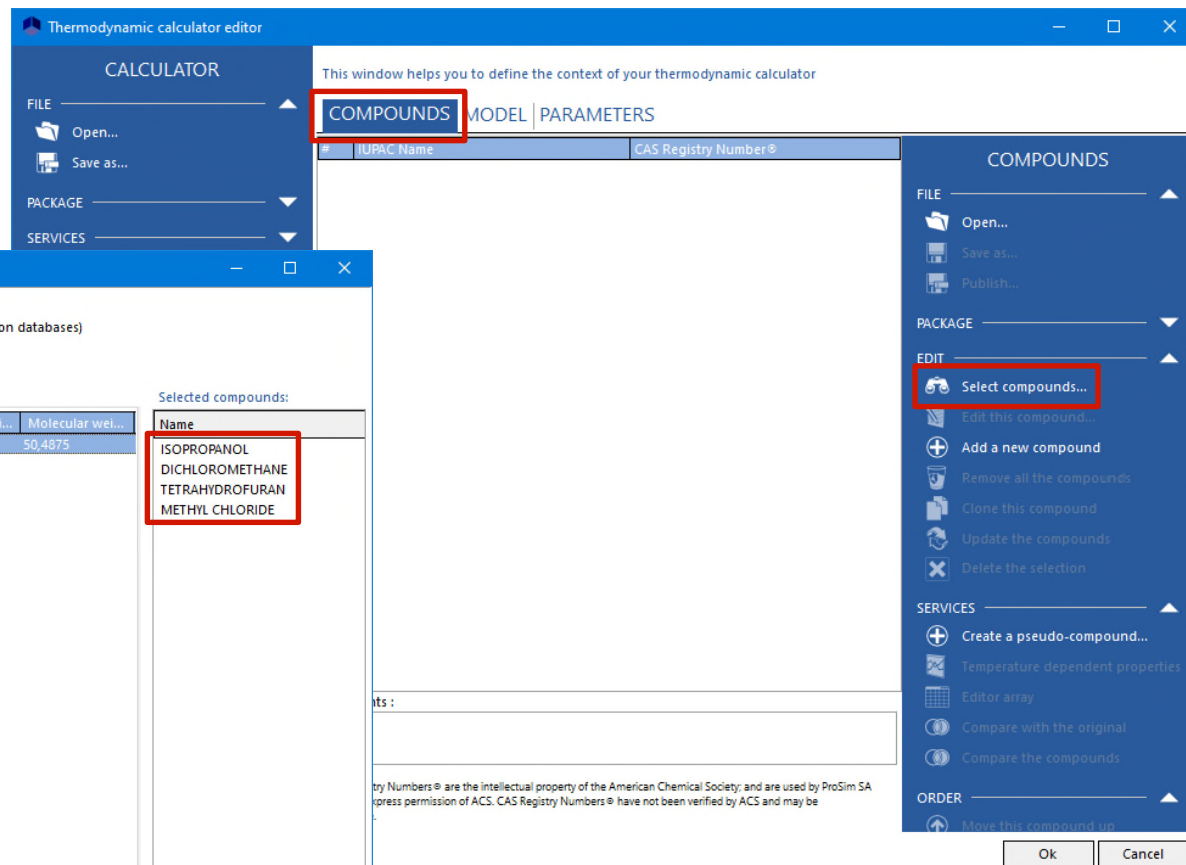 Thermodynamic calculator editor
CALCULATOR
FILE
Open...
Save as...
PACKAGE
SERVICES
This window helps you to define the context of your thermodynamic calculator
COMPOUNDS MODEL PARAMETERS
# IUPAC Name CAS Registry Number®
COMPOUNDS
FILE
Open...
Save as...
Publish...
PACKAGE
EDIT
Select compounds...
Edit this compound...
Add a new compound
Remove all the compounds
Clone this compound
Update the compounds
Delete the selection
SERVICES
Create a pseudo-compound...
Temperature dependent properties
Editor array
Compare with the original
Compare the compounds
ORDER
Move this compound up
on databases)
Selected compounds:
Molecular wei... Name
50,4875
ISOPROPANOL
DICHLOROMETHANE
TETRAHYDROFURAN
METHYL CHLORIDE
nts :
try Numbers® are the intellectual property of the American Chemical Society; and are used by ProSim SA
xpress permission of ACS. CAS Registry Numbers® have not been verified by ACS and may be
Ok Cancel